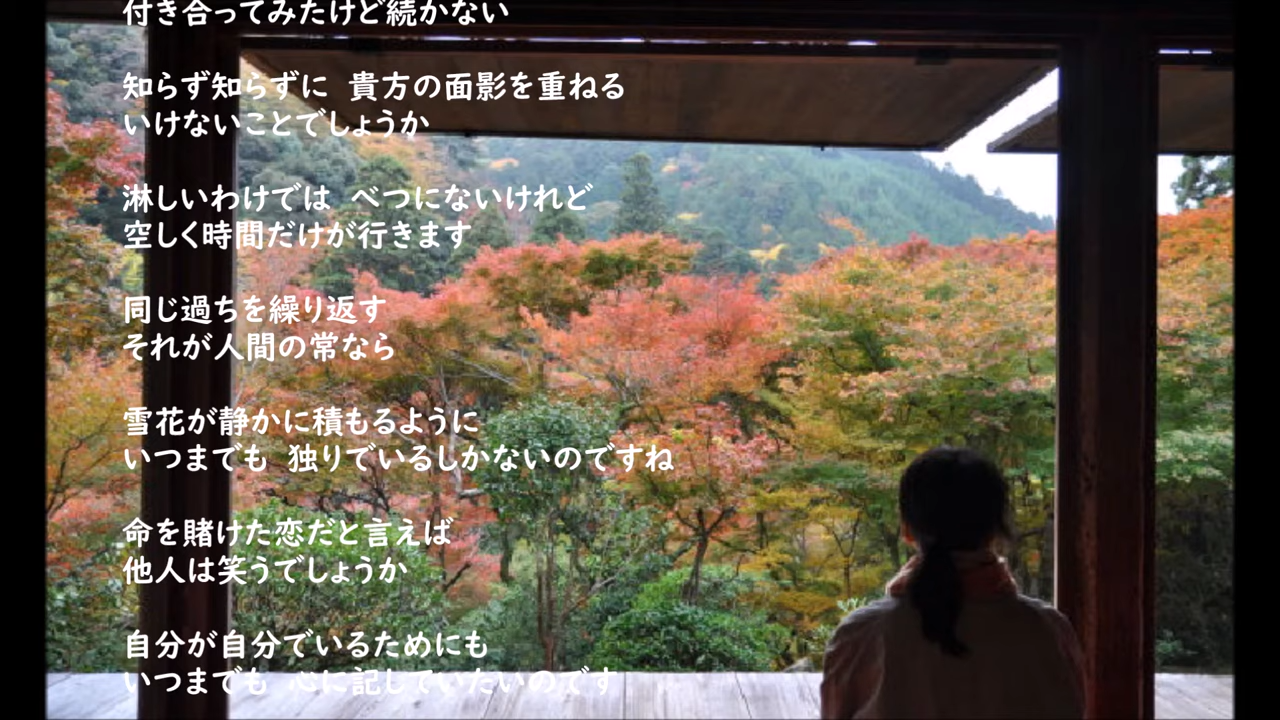 付き合ってみたけど続かない
知らず知らずに 貴方の面影を重ねる
いけないことでしょうか
淋しいわけでは べつにないけれど
空しく時間だけが行きます
同じ過ちを繰り返す
それが人間の常なら
雪花が静かに積もるように
いつまでも 独りでいるしかないのですね
命を賭けた恋だと言えば
他人は笑うでしょうか
自分が自分でいるためにも
いつまでも 心に記していたいのです